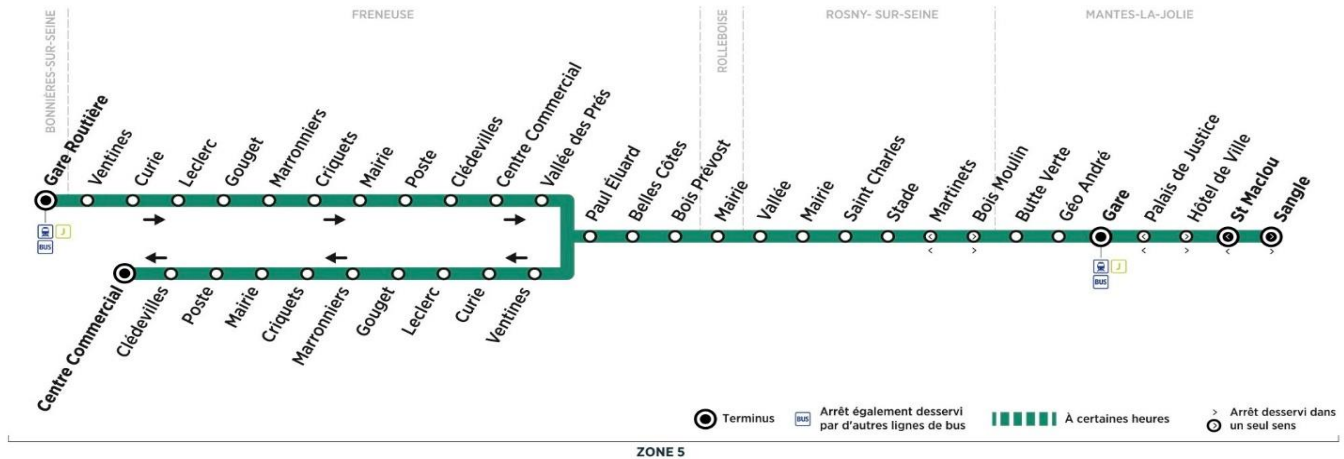 BONNIÈRES-SUR-SEINE
FRENEUSE
ROLLEBOISE
ROSNY- SUR-SEINE
MANTES-LA-JOLIE
Gare Routière
Ventines
Curie
Leclerc
Gouget
Marronniers
Criquets
Mairie
Poste
Clédevilles
Centre Commercial
Vallée des Prés
Paul Éluard
Belles Côtes
Bois Prévost
Mairie
Vallée
Mairie
Saint Charles
Stade
Martinets
Bois Moulin
Butte Verte
Géo André
Gare
Palais de Justice
Hôtel de Ville
St Maclou
Sangle
J
BUS
J
BUS
Centre Commercial
Clédevilles
Poste
Mairie
Criquets
Marronniers
Gouget
Leclerc
Curie
Ventines
Terminus
BUS
Arrêt également desservi
par d'autres lignes de bus
À certaines heures
Arrêt desservi dans
un seul sens
ZONE 5